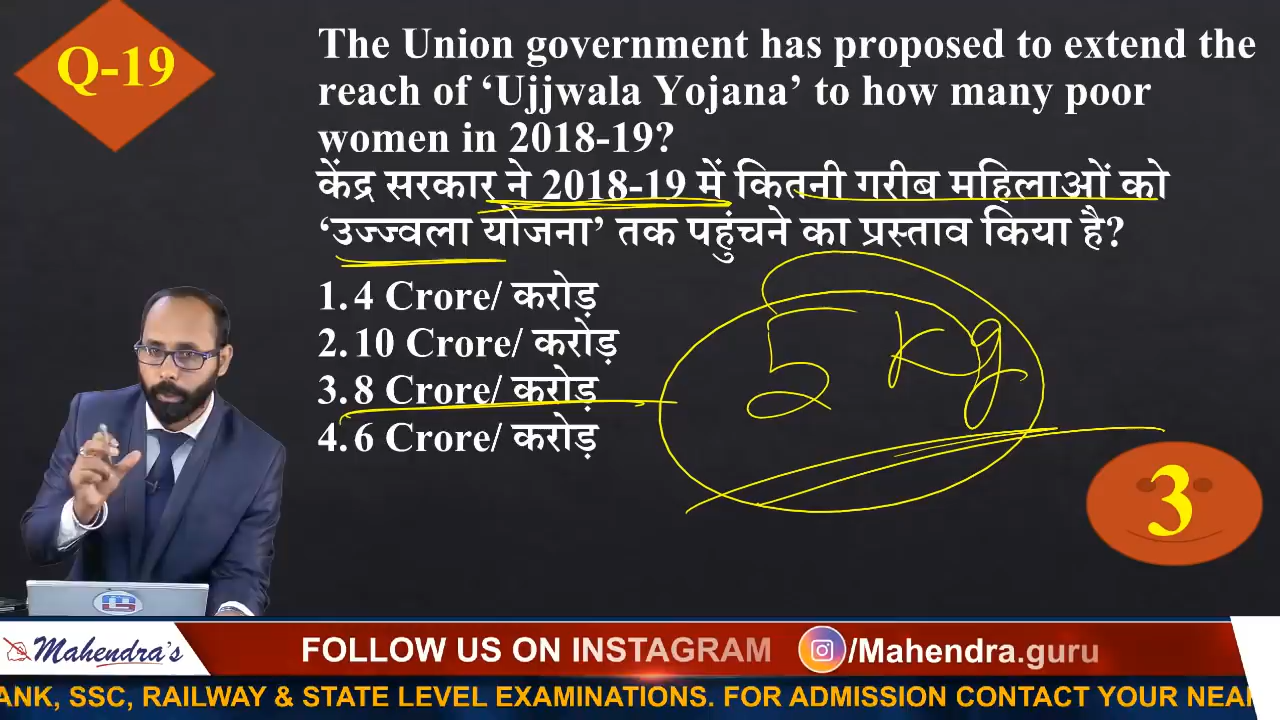 Q-19
The Union government has proposed to extend the
reach of ‘Ujjwala Yojana’ to how many poor
women in 2018-19?
केंद्र सरकार ने 2018-19 में कितनी गरीब महिलाओं को
‘उज्ज्वला योजना’ तक पहुंचने का प्रस्ताव किया है?
1. 4 Crore/ करोड़
2. 10 Crore/ करोड़
3. 8 Crore/ करोड़
4. 6 Crore/ करोड़
5 kg
3
Mahendra's
FOLLOW US ON INSTAGRAM
/Mahendra.guru
ANK, SSC, RAILWAY & STATE LEVEL EXAMINATIONS. FOR ADMISSION CONTACT YOUR NEAR